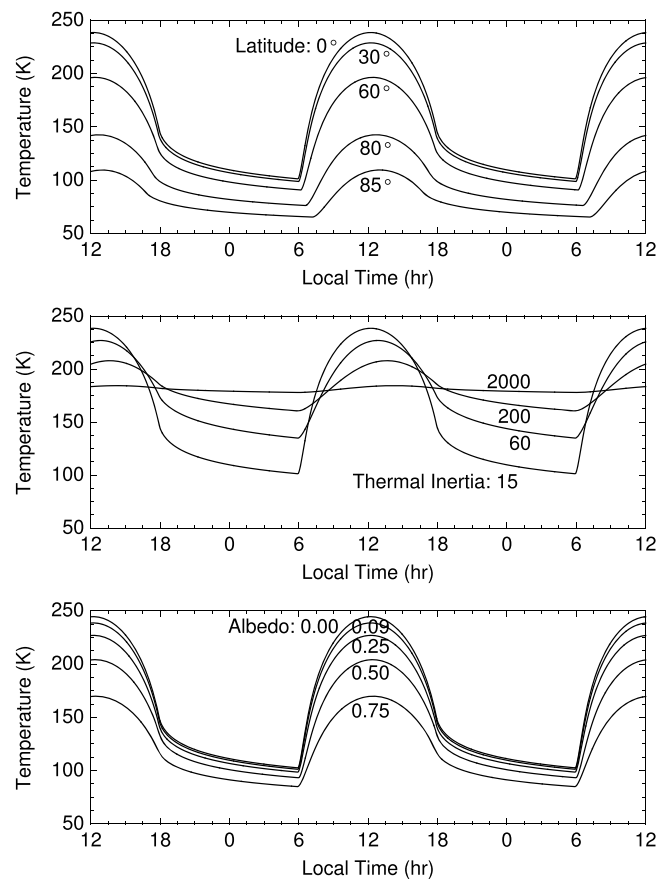 250
200
150
100
50
Temperature (K)
Latitude: 0°
30°
60°
80°
85°
12 18 0 6 12 18 0 6 12
Local Time (hr)
250
200
150
100
50
Temperature (K)
2000
200
60
Thermal Inertia: 15
12 18 0 6 12 18 0 6 12
Local Time (hr)
250
200
150
100
50
Temperature (K)
Albedo: 0.00 0.09
0.25
0.50
0.75
12 18 0 6 12 18 0 6 12
Local Time (hr)